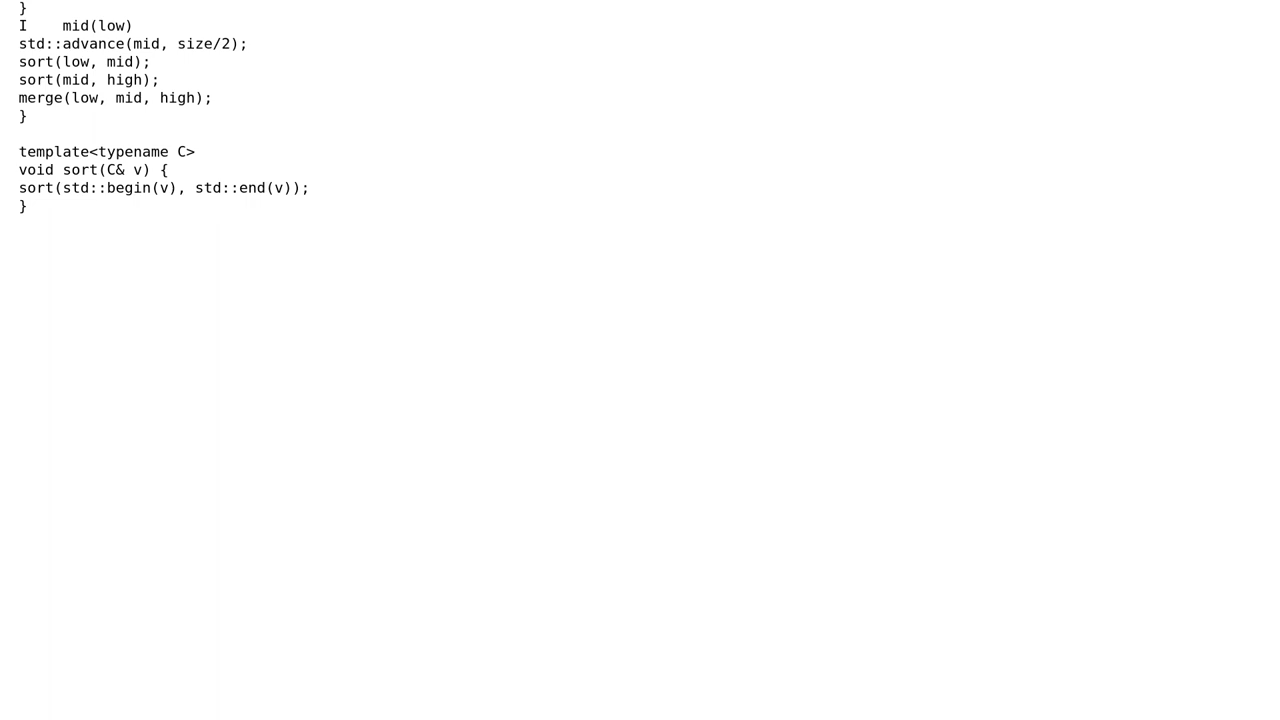 }
I    mid(low)
std::advance(mid, size/2);
sort(low, mid);
sort(mid, high);
merge(low, mid, high);
}

template<typename C>
void sort(C& v) {
sort(std::begin(v), std::end(v));
}